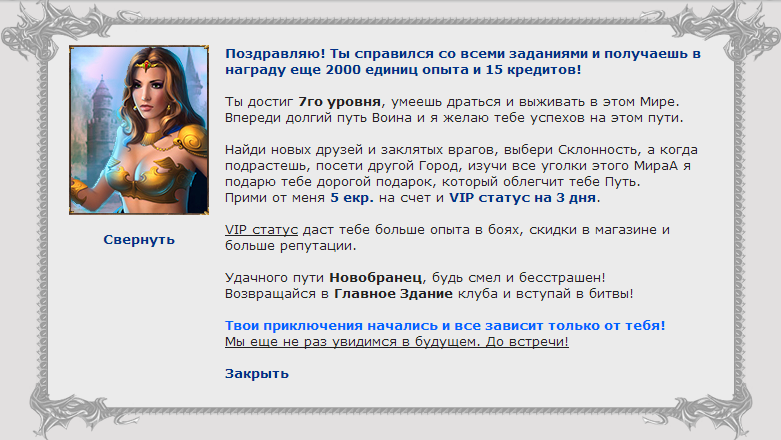 Поздравляю! Ты справился со всеми заданиями и получаешь в
награду еще 2000 единиц опыта и 15 кредитов!
Ты достиг 7го уровня, умеешь драться и выживать в этом Мире.
Впереди долгий путь Воина и я желаю тебе успехов на этом пути.
Найди новых друзей и заклятых врагов, выбери Склонность, а когда
подрастешь, посети другой Город, изучи все уголки этого МираА я
подарю тебе дорогой подарок, который облегчит тебе Путь.
Прими от меня 5 екр. на счет и VIP статус на 3 дня.
VIP статус даст тебе больше опыта в боях, скидки в магазине и
больше репутации.
Удачного пути Новобранец, будь смел и бесстрашен!
Возвращайся в Главное Здание клуба и вступай в битвы!
Твои приключения начались и все зависит только от тебя!
Мы еще не раз увидимся в будущем. До встречи!
Закрыть
Свернуть